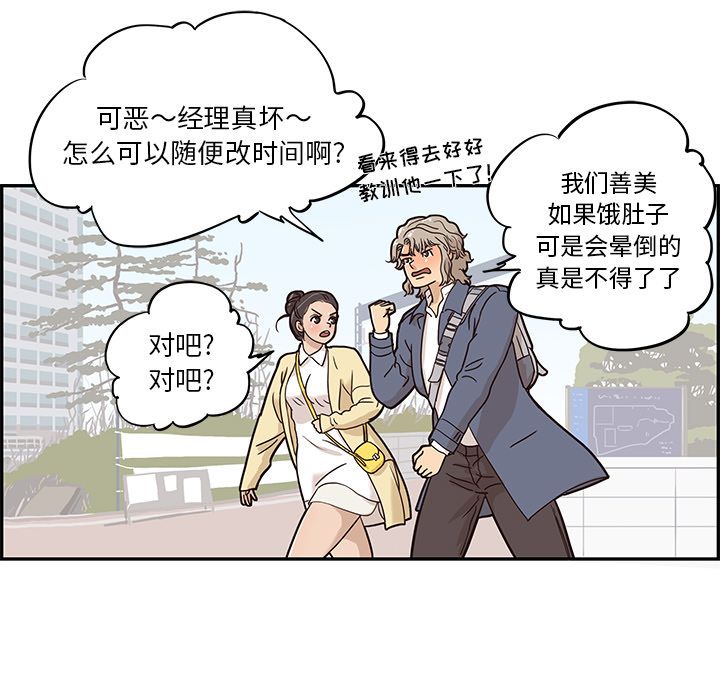 可恶～经理真坏～
怎么可以随便改时间啊?
看来得去好好
教训他一下了!
我们善美
如果饿肚子
可是会晕倒的
真是不得了了
对吧?
对吧?